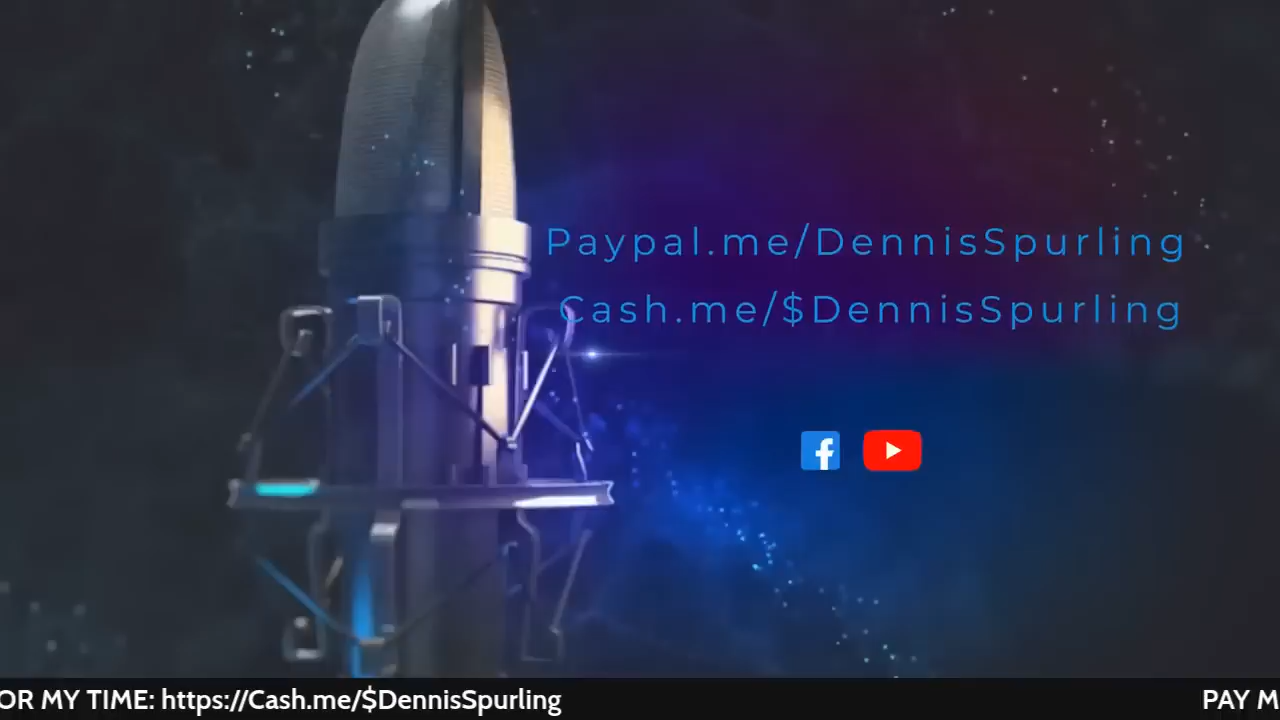 Paypal.me/DennisSpurling
Cash.me/$DennisSpurling
OR MY TIME: https://Cash.me/$DennisSpurling PAY M